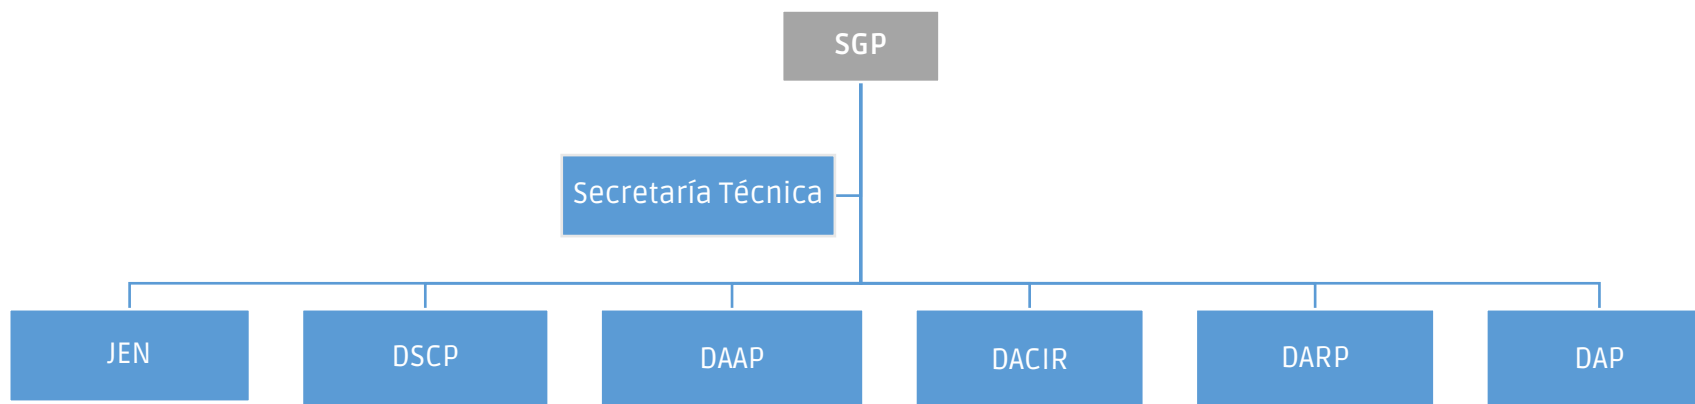 SGP
Secretaría Técnica
JEN
DSCP
DAAP
DACIR
DARP
DAP